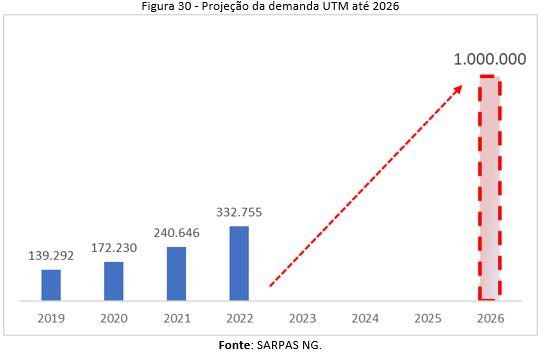 Figura 30 - Projeção da demanda UTM até 2026
1.000.000
332.755
240.646
172.230
139.292
2019 2020 2021 2022 2023 2024 2025 2026
Fonte: SARPAS NG.